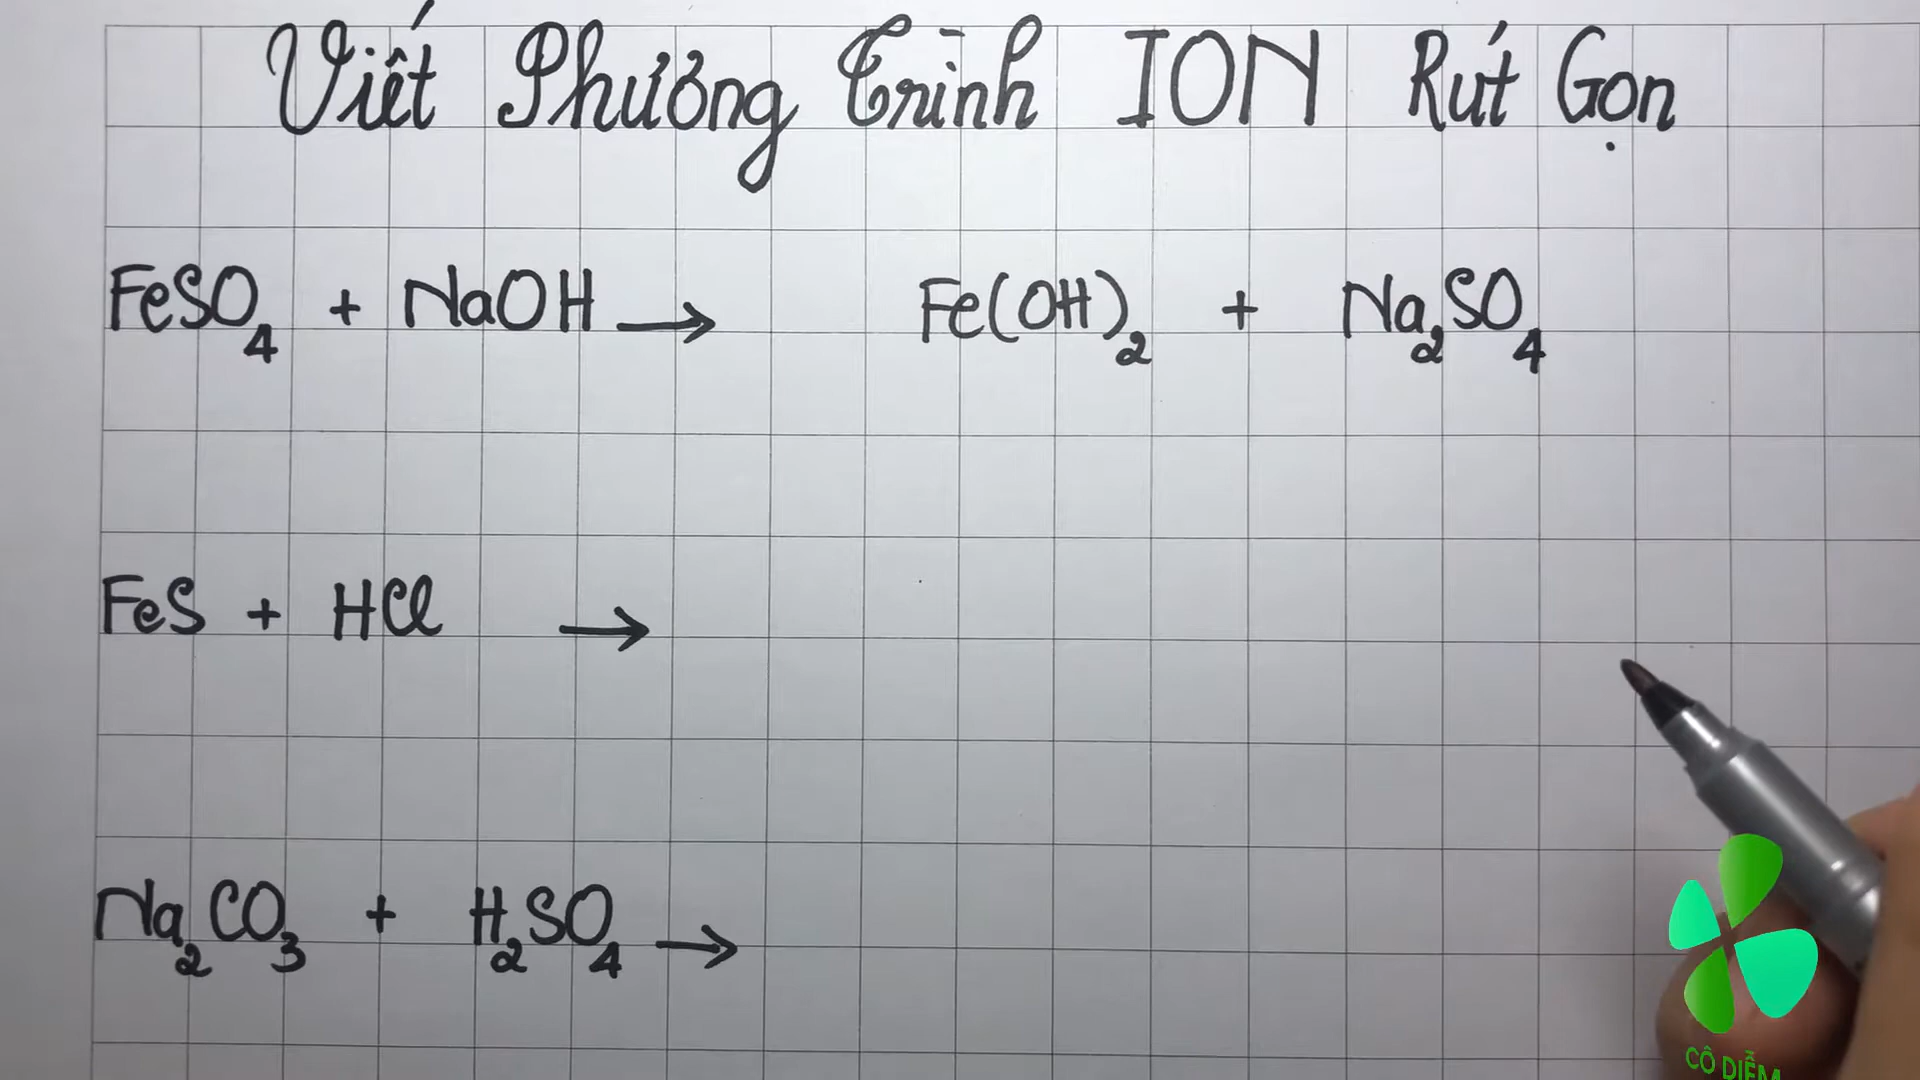 Viết Phương Trình ION Rút Gọn
FeSO₄ + NaOH → Fe(OH)₂ + Na₂SO₄
FeS + HCl →
Na₂CO₃ + H₂SO₄ →
CÔ DIỄM